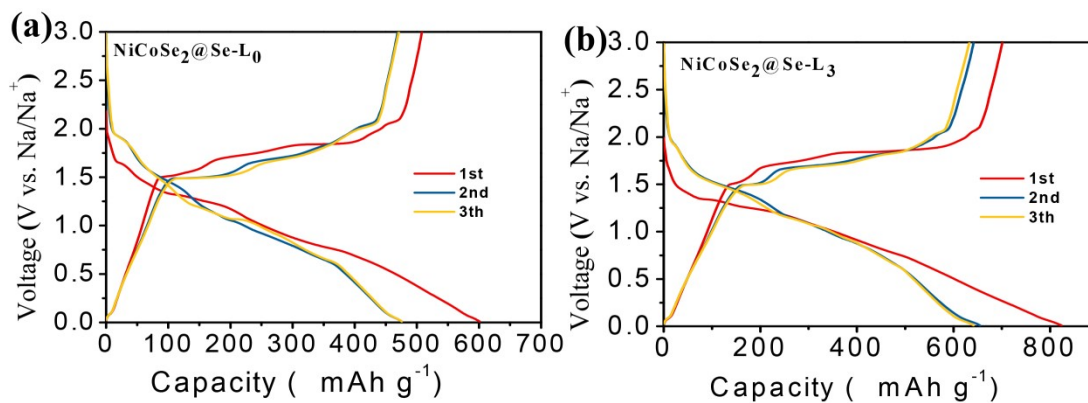 (a)
NiCoSe2@Se-L0
Voltage (V vs. Na/Na+)
3.0
2.5
2.0
1.5
1.0
0.5
0.0
1st
2nd
3th
0 100 200 300 400 500 600 700
Capacity ( mAh g-1)
(b)
NiCoSe2@Se-L3
Voltage (V vs. Na/Na+)
3.0
2.5
2.0
1.5
1.0
0.5
0.0
1st
2nd
3th
0 200 400 600 800
Capacity ( mAh g-1)